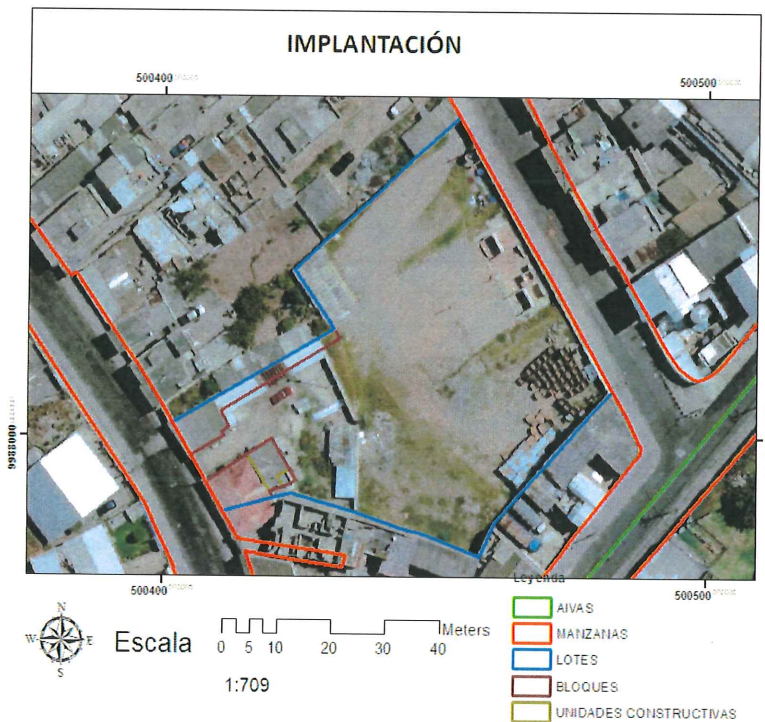 IMPLANTACIÓN
500400
500500
9988000
500400
500500
Leyenda
N
W
E
S
Escala
Meters
0 5 10 20 30 40
1:709
AIVAS
MANZANAS
LOTES
BLOQUES
UNIDADES CONSTRUCTIVAS